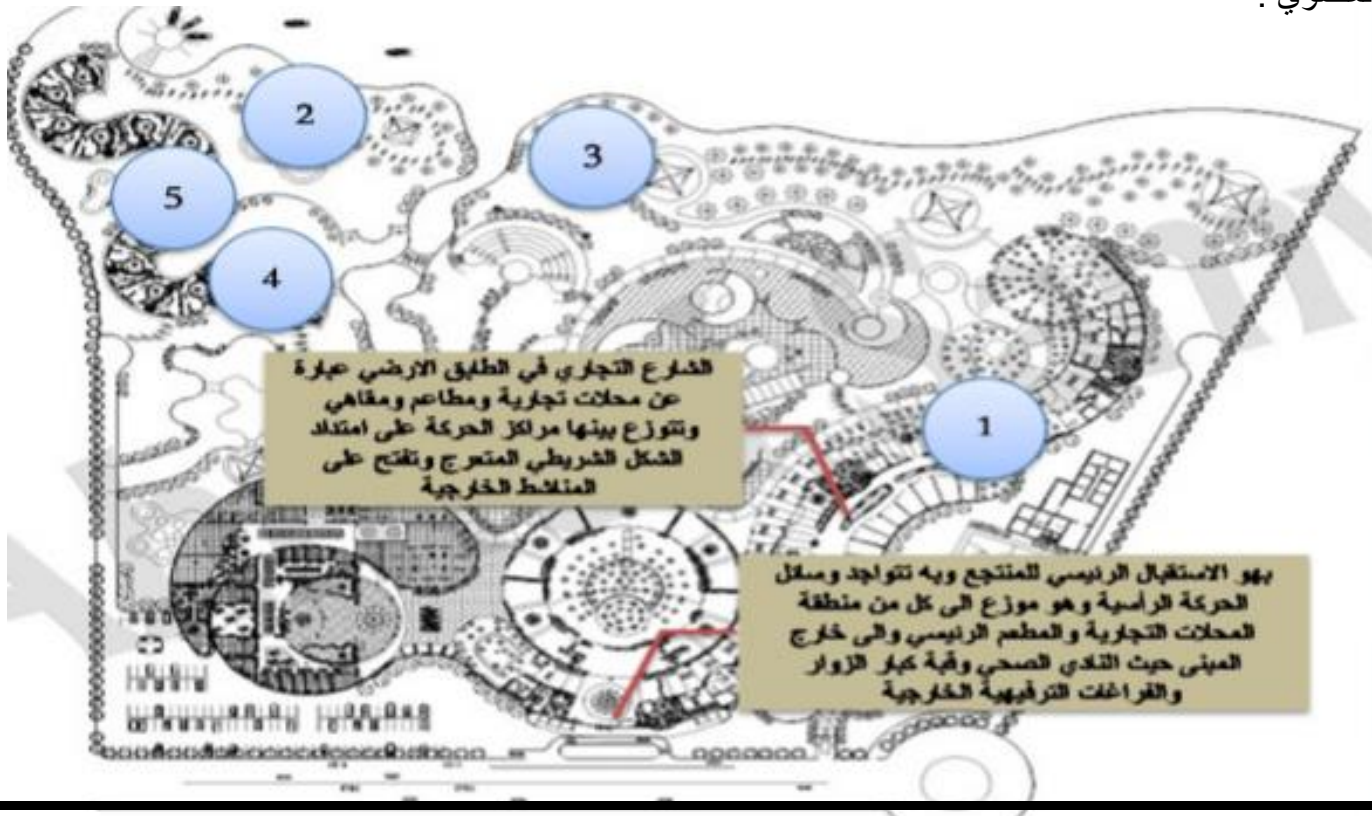 2
3
5
4
1
الشارع التجاري في الطابق الارضي عبارة
عن محلات تجارية ومطاعم ومقاهي
وتتوزع بينها مراكز الحركة على امتداد
الشكل الشريطي المتعرج وتفتح على
المناشط الخارجية
بهو الاستقبال الرئيسي للمنتجع وبه تتواجد وسائل
الحركة الرأسية وهو موزع الى كل من منطقة
المحلات التجارية والمطعم الرئيسي والى خارج
المبنى حيث النادي الصحي وقبة كبار الزوار
والفراغات الترفيهية الخارجية